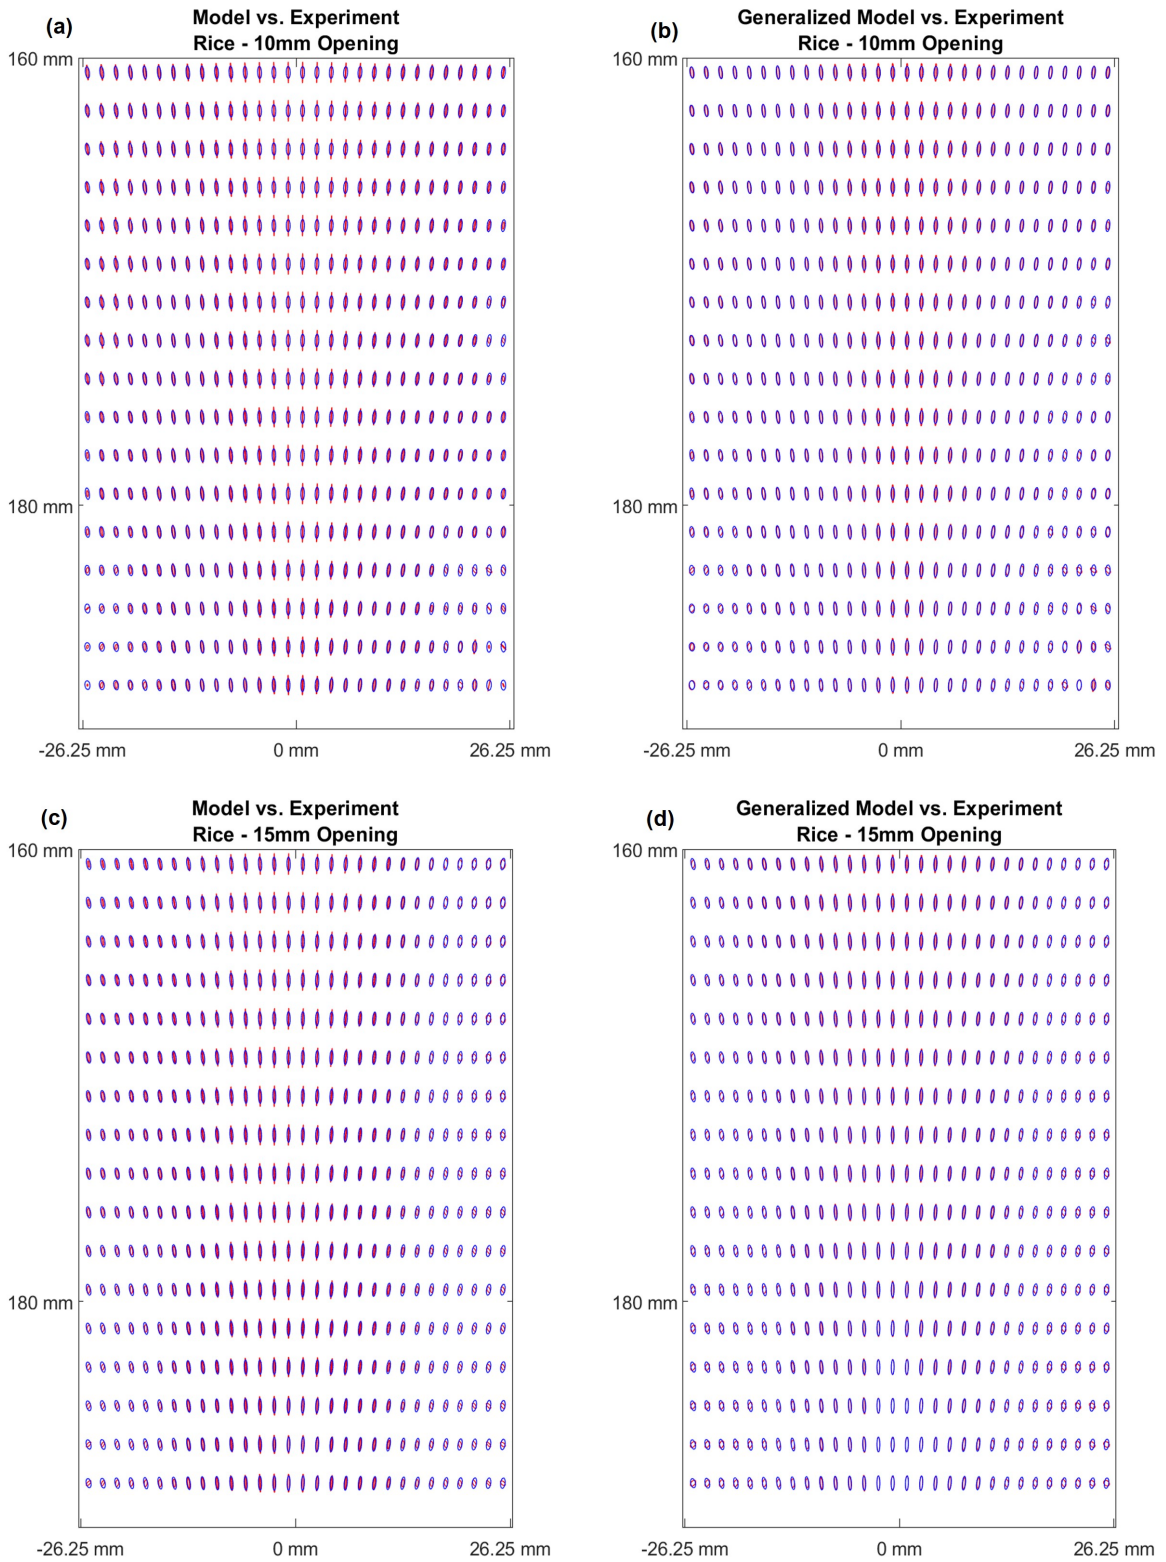 (a)
Model vs. Experiment
Rice - 10mm Opening
160 mm
180 mm
-26.25 mm
0 mm
26.25 mm
(b)
Generalized Model vs. Experiment
Rice - 10mm Opening
160 mm
180 mm
-26.25 mm
0 mm
26.25 mm
(c)
Model vs. Experiment
Rice - 15mm Opening
160 mm
180 mm
-26.25 mm
0 mm
26.25 mm
(d)
Generalized Model vs. Experiment
Rice - 15mm Opening
160 mm
180 mm
-26.25 mm
0 mm
26.25 mm